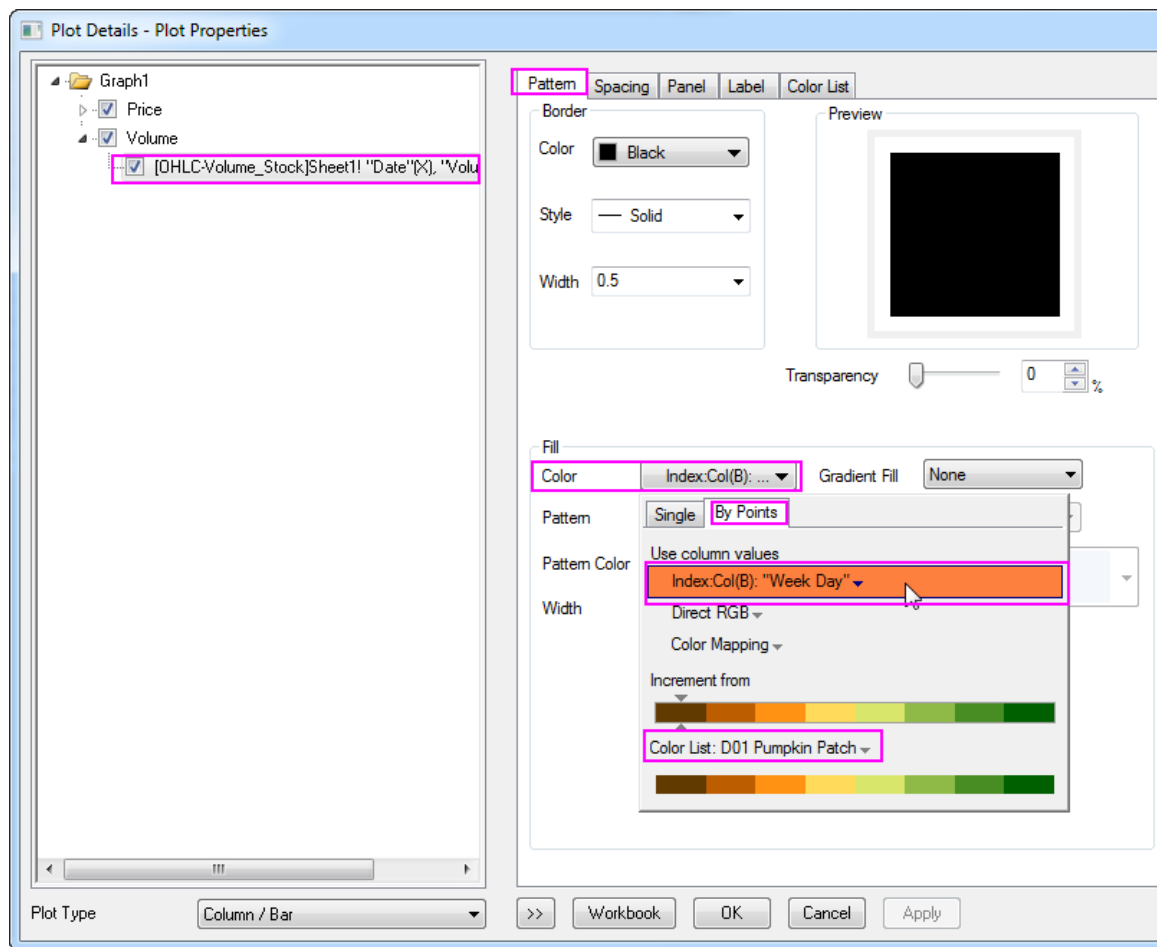 Plot Details - Plot Properties
Graph1
Price
Volume
[OHLC-Volume_Stock]Sheet1! "Date"(X), "Volu
Plot Type
Column / Bar
Pattern
Spacing
Panel
Label
Color List
Border
Color
Black
Style
Solid
Width
0.5
Preview
Transparency
0
%
Fill
Color
Index:Col(B): ...
Gradient Fill
None
Pattern
Pattern Color
Width
Single
By Points
Use column values
Index:Col(B): "Week Day"
Direct RGB
Color Mapping
Increment from
Color List: D01 Pumpkin Patch
>>
Workbook
OK
Cancel
Apply